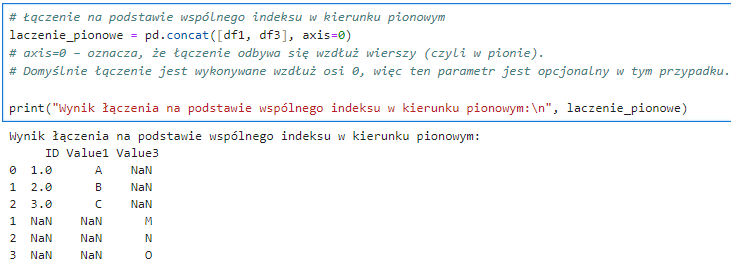 # Łączenie na podstawie wspólnego indeksu w kierunku pionowym
laczenie_pionowe = pd.concat([df1, df3], axis=0)
# axis=0 – oznacza, że łączenie odbywa się wzdłuż wierszy (czyli w pionie).
# Domyślnie łączenie jest wykonywane wzdłuż osi 0, więc ten parametr jest opcjonalny w tym przypadku.

print("Wynik łączenia na podstawie wspólnego indeksu w kierunku pionowym:\n", laczenie_pionowe)
Wynik łączenia na podstawie wspólnego indeksu w kierunku pionowym:
     ID Value1 Value3
0  1.0      A    NaN
1  2.0      B    NaN
2  3.0      C    NaN
1  NaN    NaN      M
2  NaN    NaN      N
3  NaN    NaN      O